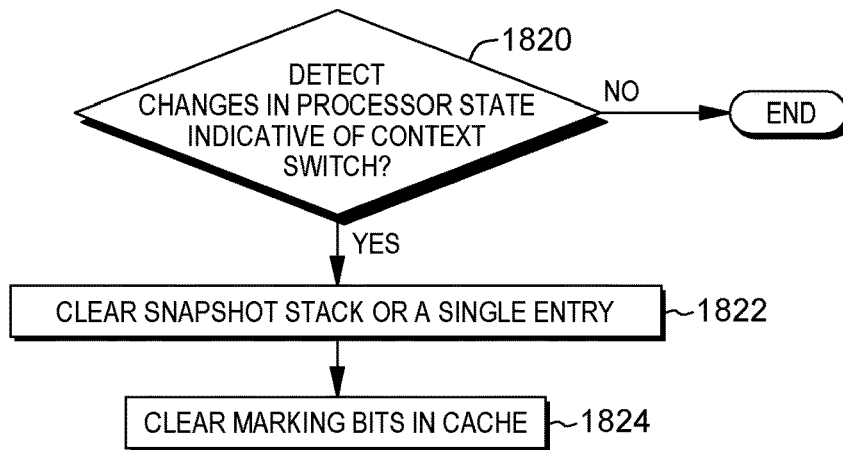 1820
DETECT
CHANGES IN PROCESSOR STATE
INDICATIVE OF CONTEXT
SWITCH?
NO
END
YES
CLEAR SNAPSHOT STACK OR A SINGLE ENTRY
1822
CLEAR MARKING BITS IN CACHE
1824